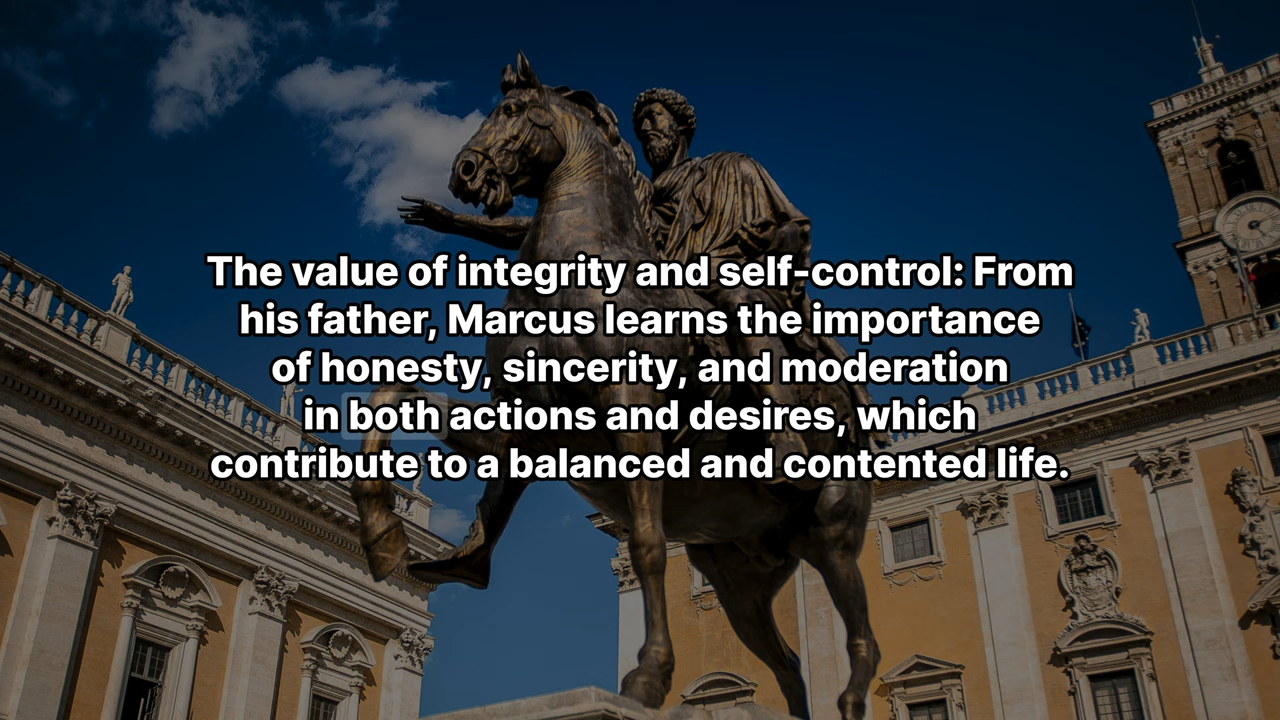 The value of integrity and self-control: From
his father, Marcus learns the importance
of honesty, sincerity, and moderation
in both actions and desires, which
contribute to a balanced and contented life.